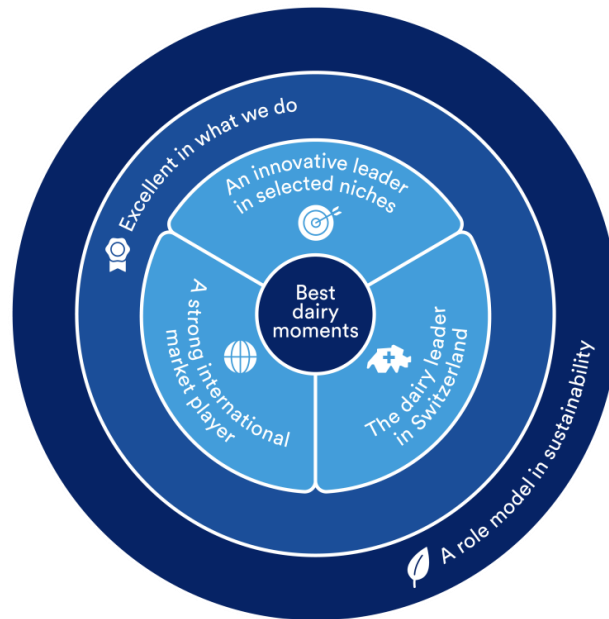 Excellent in what we do
An innovative leader
in selected niches
Best
dairy
moments
A strong international
market player
The dairy leader
in Switzerland
A role model in sustainability